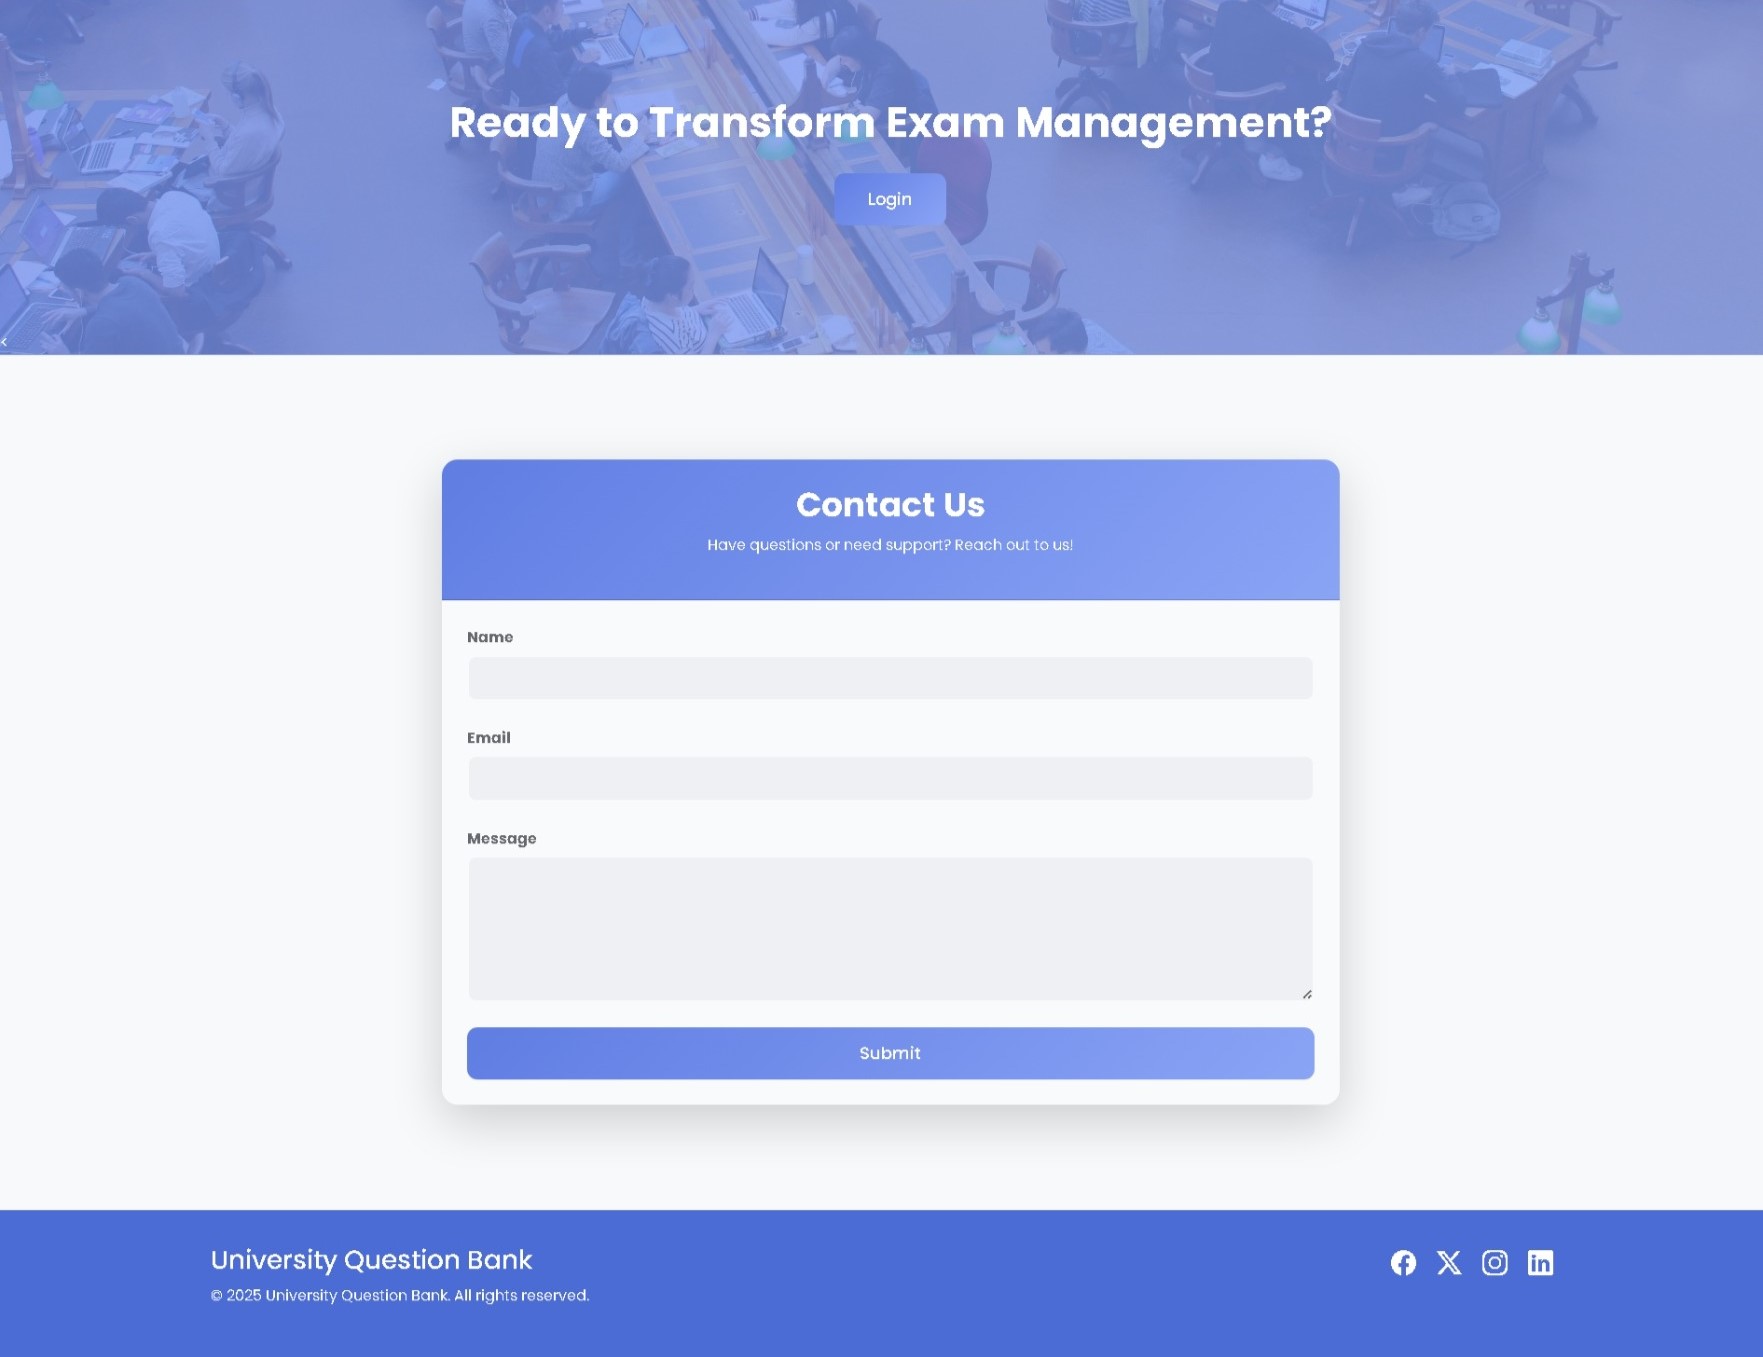 Ready to Transform Exam Management?
Login
<
Contact Us
Have questions or need support? Reach out to us!
Name
Email
Message
Submit
University Question Bank
© 2025 University Question Bank. All rights reserved.